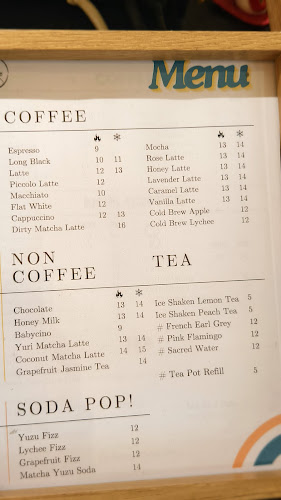 Menu
COFFEE
Espresso 9
Long Black 10 11
Latte 12 13
Piccolo Latte 12
Macchiato 10
Flat White 12
Cappuccino 12 13
Dirty Matcha Latte 16
Mocha 13 14
Rose Latte 13 14
Honey Latte 13 14
Lavender Latte 13 14
Caramel Latte 13 14
Vanilla Latte 13 14
Cold Brew Apple 12
Cold Brew Lychee 12
NON
COFFEE
Chocolate 13 14
Honey Milk 13 14
Babycino 9
Yuri Matcha Latte 13 14
Coconut Matcha Latte 14 15
Grapefruit Jasmine Tea 14
TEA
Ice Shaken Lemon Tea 5
Ice Shaken Peach Tea 5
# French Earl Grey 12
# Pink Flamingo 12
# Sacred Water 12
# Tea Pot Refill 5
SODA POP!
Yuzu Fizz 12
Lychee Fizz 12
Grapefruit Fizz 12
Matcha Yuzu Soda 14